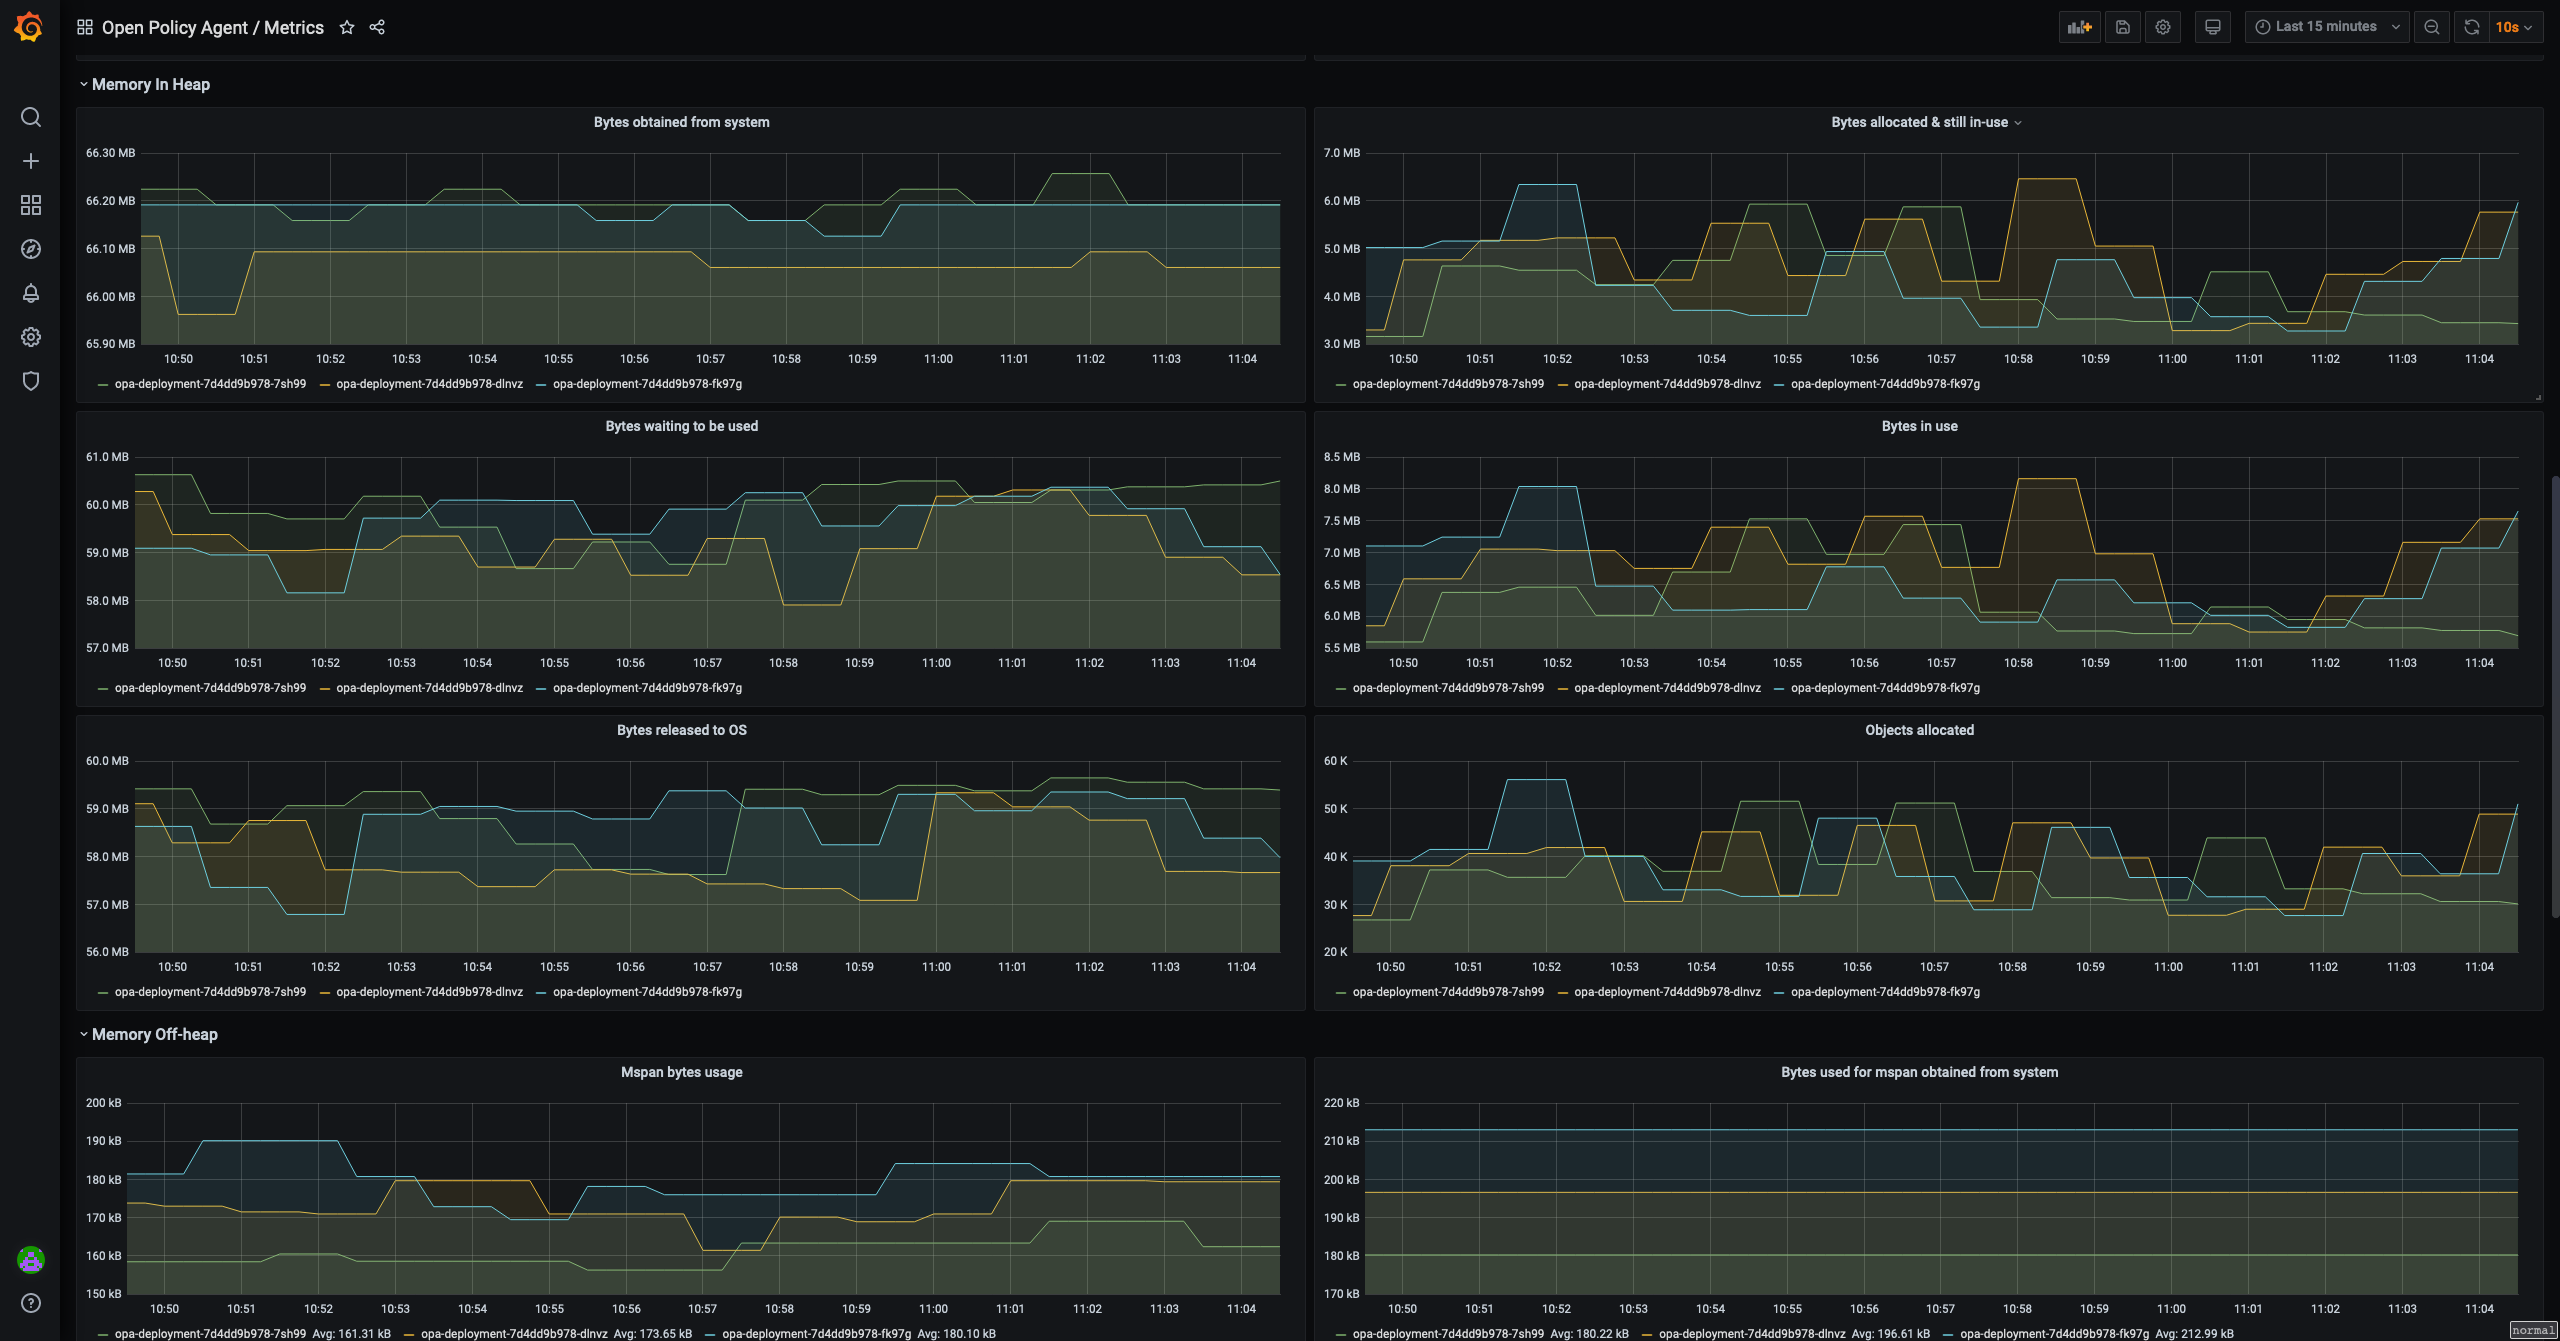 Open Policy Agent / Metrics
Last 15 minutes
10s
Memory In Heap
Bytes obtained from system
66.30 MB
66.20 MB
66.10 MB
66.00 MB
65.90 MB
10:50 10:51 10:52 10:53 10:54 10:55 10:56 10:57 10:58 10:59 11:00 11:01 11:02 11:03 11:04
opa-deployment-7d4dd9b978-7sh99 opa-deployment-7d4dd9b978-dlnvz opa-deployment-7d4dd9b978-fk97g
Bytes allocated & still in-use
7.0 MB
6.0 MB
5.0 MB
4.0 MB
3.0 MB
10:50 10:51 10:52 10:53 10:54 10:55 10:56 10:57 10:58 10:59 11:00 11:01 11:02 11:03 11:04
opa-deployment-7d4dd9b978-7sh99 opa-deployment-7d4dd9b978-dlnvz opa-deployment-7d4dd9b978-fk97g
Bytes waiting to be used
61.0 MB
60.0 MB
59.0 MB
58.0 MB
57.0 MB
10:50 10:51 10:52 10:53 10:54 10:55 10:56 10:57 10:58 10:59 11:00 11:01 11:02 11:03 11:04
opa-deployment-7d4dd9b978-7sh99 opa-deployment-7d4dd9b978-dlnvz opa-deployment-7d4dd9b978-fk97g
Bytes in use
8.5 MB
8.0 MB
7.5 MB
7.0 MB
6.5 MB
6.0 MB
5.5 MB
10:50 10:51 10:52 10:53 10:54 10:55 10:56 10:57 10:58 10:59 11:00 11:01 11:02 11:03 11:04
opa-deployment-7d4dd9b978-7sh99 opa-deployment-7d4dd9b978-dlnvz opa-deployment-7d4dd9b978-fk97g
Bytes released to OS
60.0 MB
59.0 MB
58.0 MB
57.0 MB
56.0 MB
10:50 10:51 10:52 10:53 10:54 10:55 10:56 10:57 10:58 10:59 11:00 11:01 11:02 11:03 11:04
opa-deployment-7d4dd9b978-7sh99 opa-deployment-7d4dd9b978-dlnvz opa-deployment-7d4dd9b978-fk97g
Objects allocated
60 K
50 K
40 K
30 K
20 K
10:50 10:51 10:52 10:53 10:54 10:55 10:56 10:57 10:58 10:59 11:00 11:01 11:02 11:03 11:04
opa-deployment-7d4dd9b978-7sh99 opa-deployment-7d4dd9b978-dlnvz opa-deployment-7d4dd9b978-fk97g
Memory Off-heap
Mspan bytes usage
200 kB
190 kB
180 kB
170 kB
160 kB
150 kB
10:50 10:51 10:52 10:53 10:54 10:55 10:56 10:57 10:58 10:59 11:00 11:01 11:02 11:03 11:04
opa-deployment-7d4dd9b978-7sh99 Avg: 161.31 kB opa-deployment-7d4dd9b978-dlnvz Avg: 173.65 kB opa-deployment-7d4dd9b978-fk97g Avg: 180.10 kB
Bytes used for mspan obtained from system
220 kB
210 kB
200 kB
190 kB
180 kB
170 kB
10:50 10:51 10:52 10:53 10:54 10:55 10:56 10:57 10:58 10:59 11:00 11:01 11:02 11:03 11:04
opa-deployment-7d4dd9b978-7sh99 Avg: 180.22 kB opa-deployment-7d4dd9b978-dlnvz Avg: 196.61 kB opa-deployment-7d4dd9b978-fk97g Avg: 212.99 kB
normal